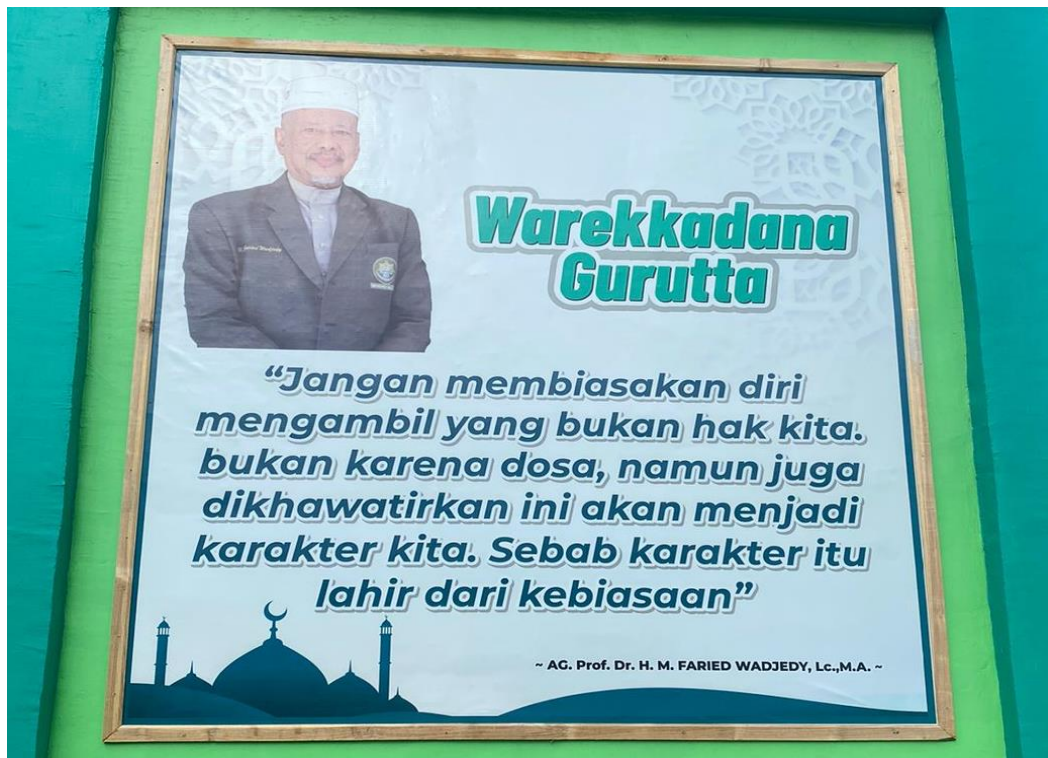 Warekkadana
Gurutta
“Jangan membiasakan diri
mengambil yang bukan hak kita.
bukan karena dosa, namun juga
dikhawatirkan ini akan menjadi
karakter kita. Sebab karakter itu
lahir dari kebiasaan”
~ AG. Prof. Dr. H. M. FARIED WADJEDY, Lc.,M.A. ~